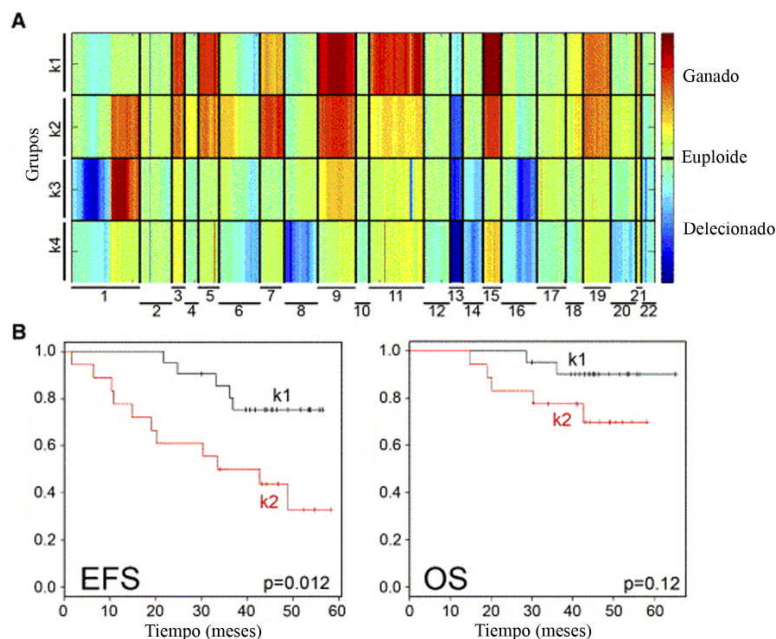 A
Grupos
k1
k2
k3
k4
Ganado
Euploide
Delecionado
1
2
3
4
5
6
7
8
9
10
11
12
13
14
15
16
17
18
19
20
21
22
B
1.0
0.8
0.6
0.4
0.2
0.0
k1
k2
EFS
p=0.012
0 10 20 30 40 50 60
Tiempo (meses)
1.0
0.8
0.6
0.4
0.2
0.0
k1
k2
OS
p=0.12
0 10 20 30 40 50 60
Tiempo (meses)